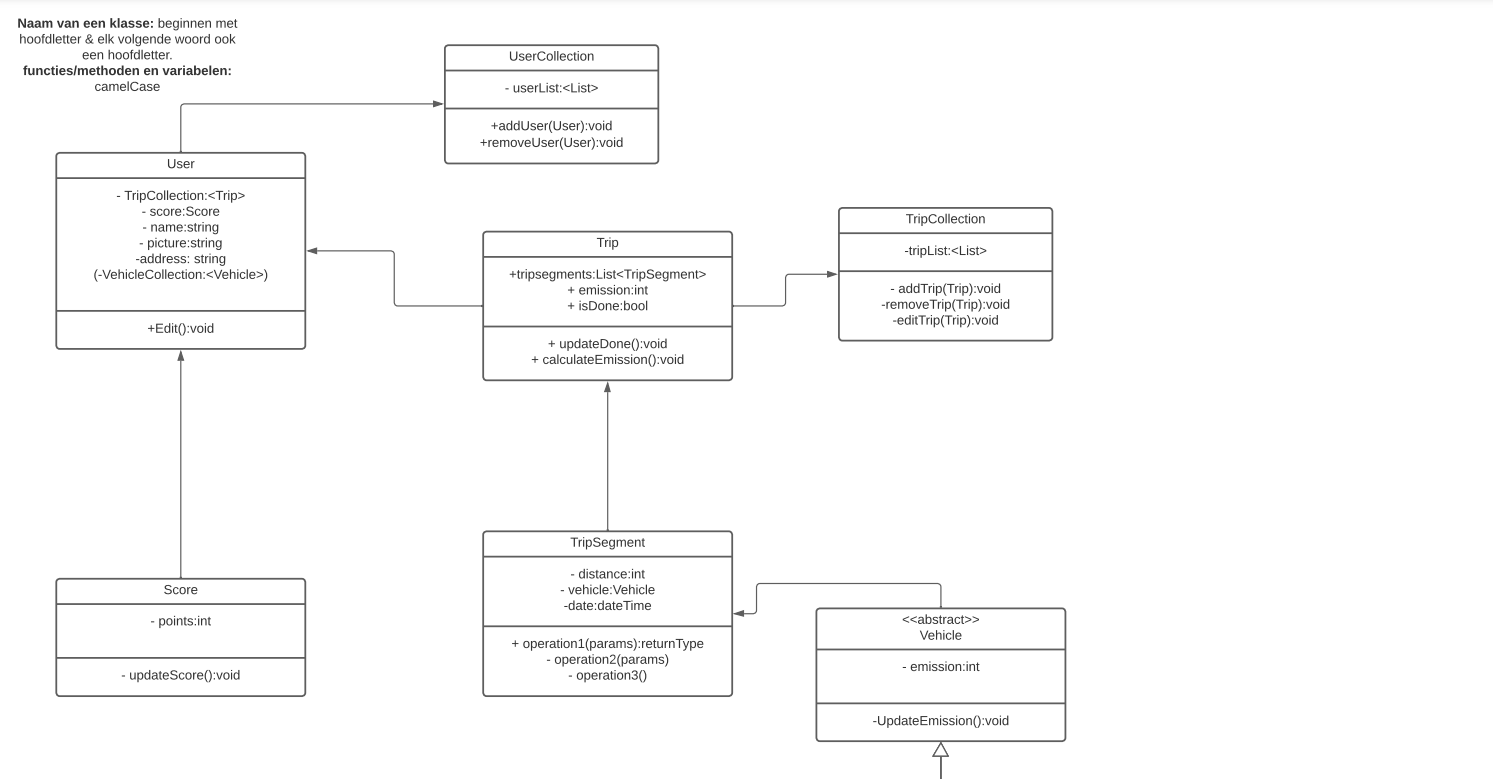 Naam van een klasse: beginnen met
hoofdletter & elk volgende woord ook
een hoofdletter.
functies/methoden en variabelen:
camelCase
UserCollection
- userList:<List>
+addUser(User):void
+removeUser(User):void
User
- TripCollection:<Trip>
- score:Score
- name:string
- picture:string
-address: string
(-VehicleCollection:<Vehicle>)
+Edit():void
Trip
+tripsegments:List<TripSegment>
+ emission:int
+ isDone:bool
+ updateDone():void
+ calculateEmission():void
TripCollection
-tripList:<List>
- addTrip(Trip):void
-removeTrip(Trip):void
-editTrip(Trip):void
Score
- points:int
- updateScore():void
TripSegment
- distance:int
- vehicle:Vehicle
-date:dateTime
+ operation1(params):returnType
- operation2(params)
- operation3()
<<abstract>>
Vehicle
- emission:int
-UpdateEmission():void